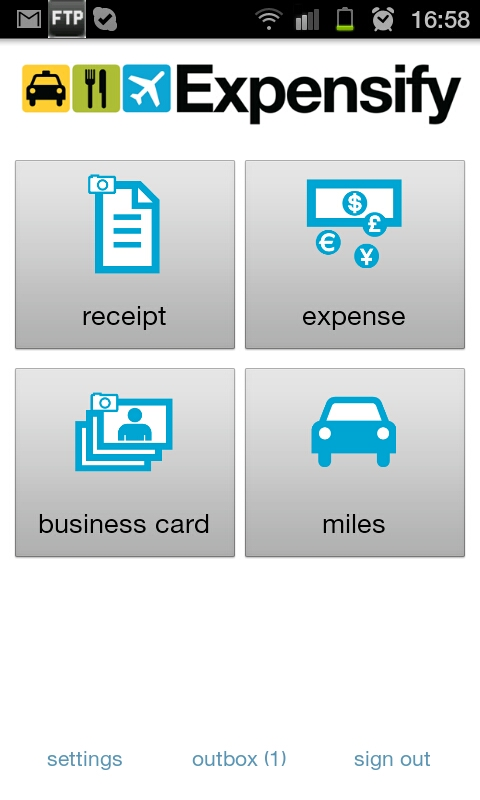 FTP 16:58
Expensify
receipt expense
business card miles
settings outbox (1) sign out